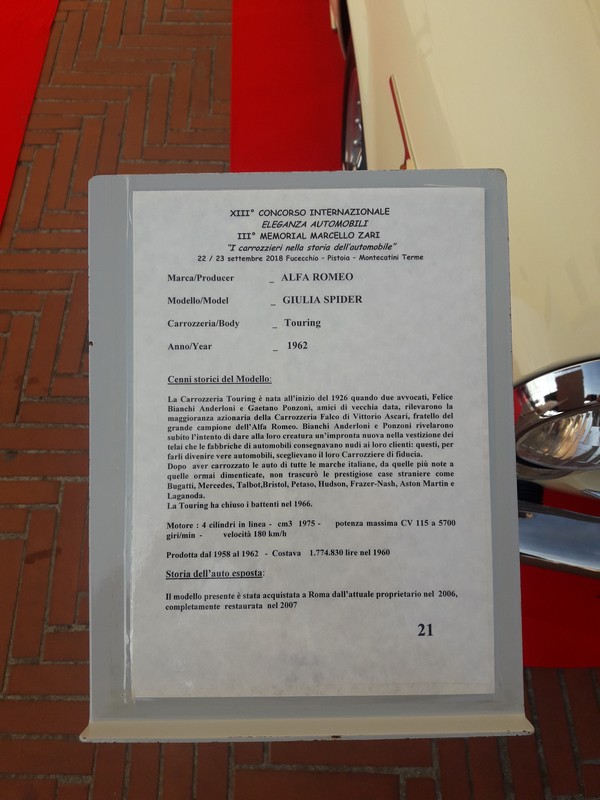 XIII° CONCORSO INTERNAZIONALE
ELEGANZA AUTOMOBILI
III° MEMORIAL MARCELLO ZARI
"I carrozzieri nella storia dell'automobile"
22 / 23 settembre 2018 Fucecchio - Pistoia - Montecatini Terme
Marca/Producer _ ALFA ROMEO
Modello/Model _ GIULIA SPIDER
Carrozzeria/Body _ Touring
Anno/Year _ 1962
Cenni storici del Modello:
La Carrozzeria Touring è nata all'inizio del 1926 quando due avvocati, Felice
Bianchi Anderloni e Gaetano Ponzoni, amici di vecchia data, rilevarono la
maggioranza azionaria della Carrozzeria Falco di Vittorio Ascari, fratello del
grande campione dell'Alfa Romeo. Bianchi Anderloni e Ponzoni rivelarono
subito l'intento di dare alla loro creatura un'impronta nuova nella vestizione dei
telai che le fabbriche di automobili consegnavano nudi ai loro clienti: questi, per
farli divenire vere automobili, sceglievano il loro Carrozziere di fiducia.
Dopo aver carrozzato le auto di tutte le marche italiane, da quelle più note a
quelle ormai dimenticate, non trascurò le prestigiose case straniere come
Bugatti, Mercedes, Talbot,Bristol, Petaso, Hudson, Frazer-Nash, Aston Martin e
Laganoda.
La Touring ha chiuso i battenti nel 1966.
Motore : 4 cilindri in linea - cm3 1975 - potenza massima CV 115 a 5700
giri/min - velocità 180 km/h
Prodotta dal 1958 al 1962 - Costava 1.774.830 lire nel 1960
Storia dell'auto esposta:
Il modello presente è stata acquistata a Roma dall'attuale proprietario nel 2006,
completamente restaurata nel 2007
21